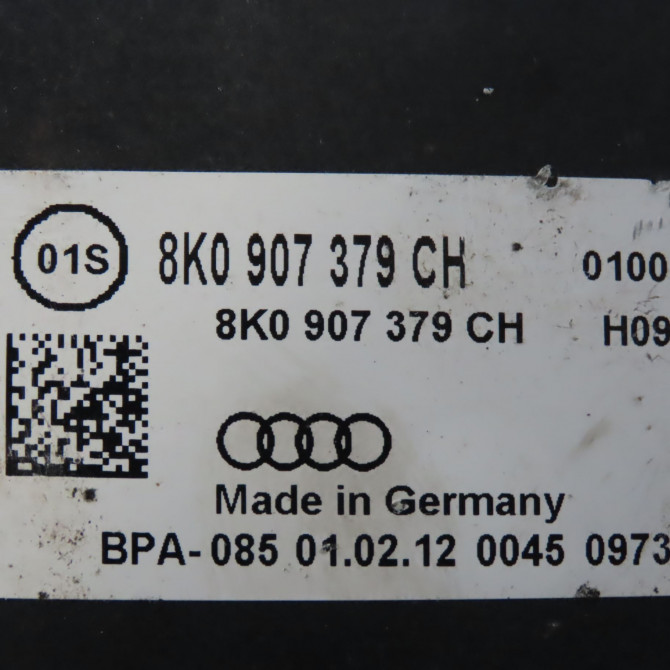 01S 8K0 907 379 CH 0100
8K0 907 379 CH H09
Made in Germany
BPA-085 01.02.12 0045 0973